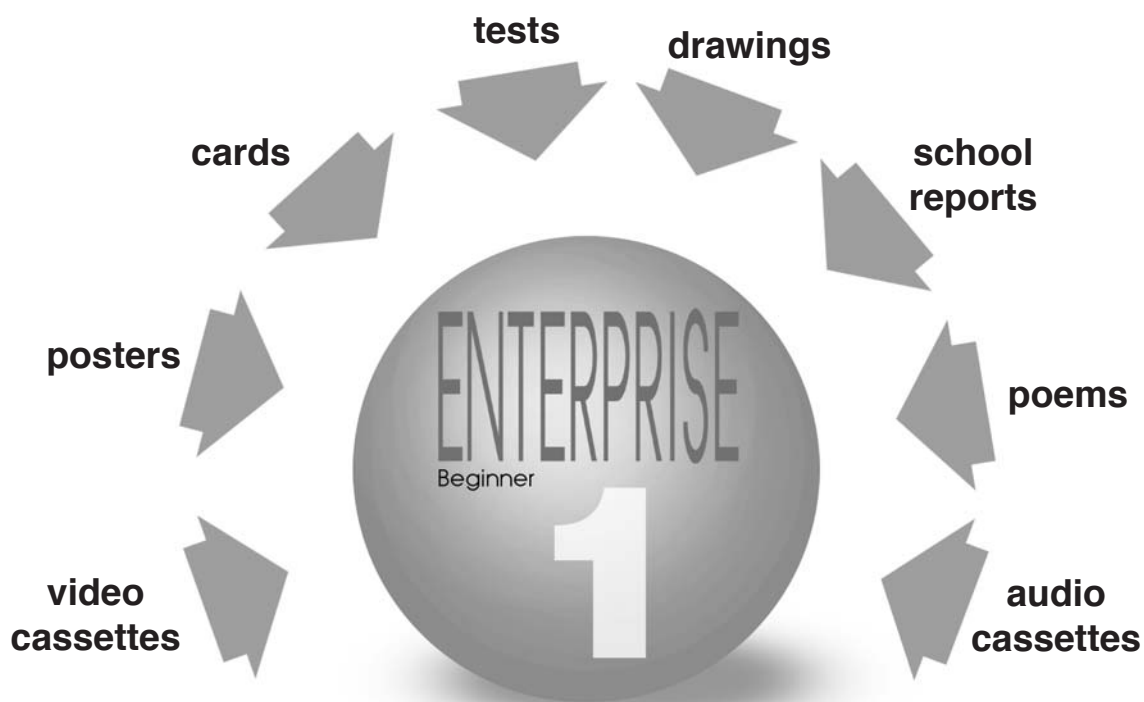 tests
drawings
cards
school
reports
posters
poems
ENTERPRISE
Beginner
1
video
cassettes
audio
cassettes